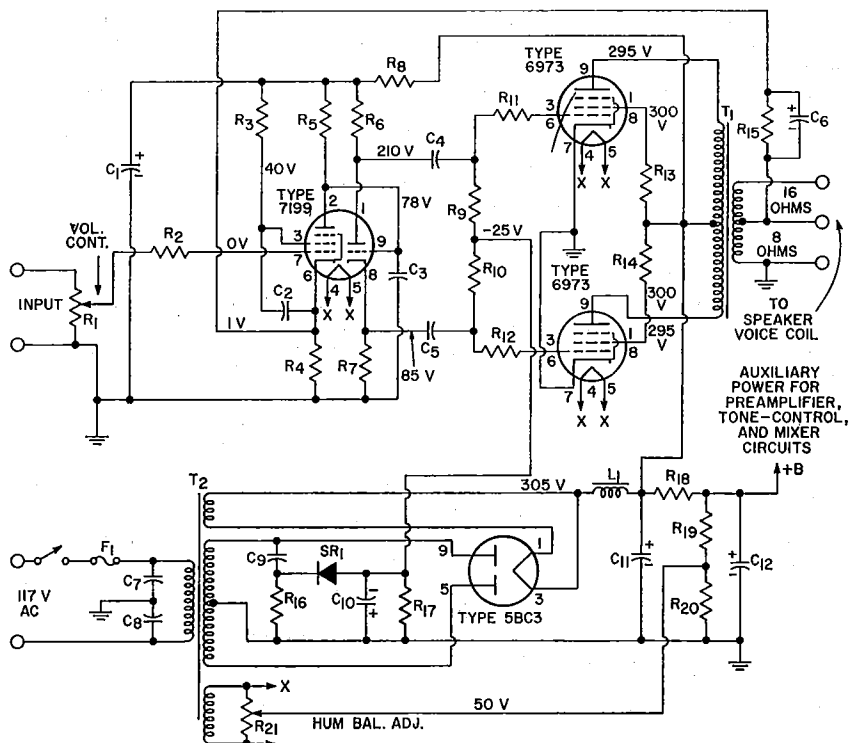 R8
TYPE
6973
295 V
9
3
6
1
8
300
V
7
4
5
X
X
T1
R15
C6
+
-
R3
R5
R6
R11
C4
210 V
40 V
C1
+
-
TYPE
7199
2
1
78 V
R13
R9
-25 V
16
OHMS
8
OHMS
VOL.
CONT.
R2
0V
3
7
9
6
4
5
8
X
X
C3
R10
TYPE
6973
R14
300
V
295
V
9
3
6
1
8
7
4
5
X
X
INPUT
R1
C2
1 V
R4
R7
C5
85 V
R12
TO
SPEAKER
VOICE COIL
AUXILIARY
POWER FOR
PREAMPLIFIER,
TONE-CONTROL,
AND MIXER
CIRCUITS
+B
T2
305 V
L1
R18
F1
C7
C8
117 V
AC
C9
SR1
R16
C10
-
+
R17
9
5
1
3
TYPE 5BC3
C11
+
-
R19
R20
C12
+
-
X
R21
HUM BAL. ADJ.
50 V